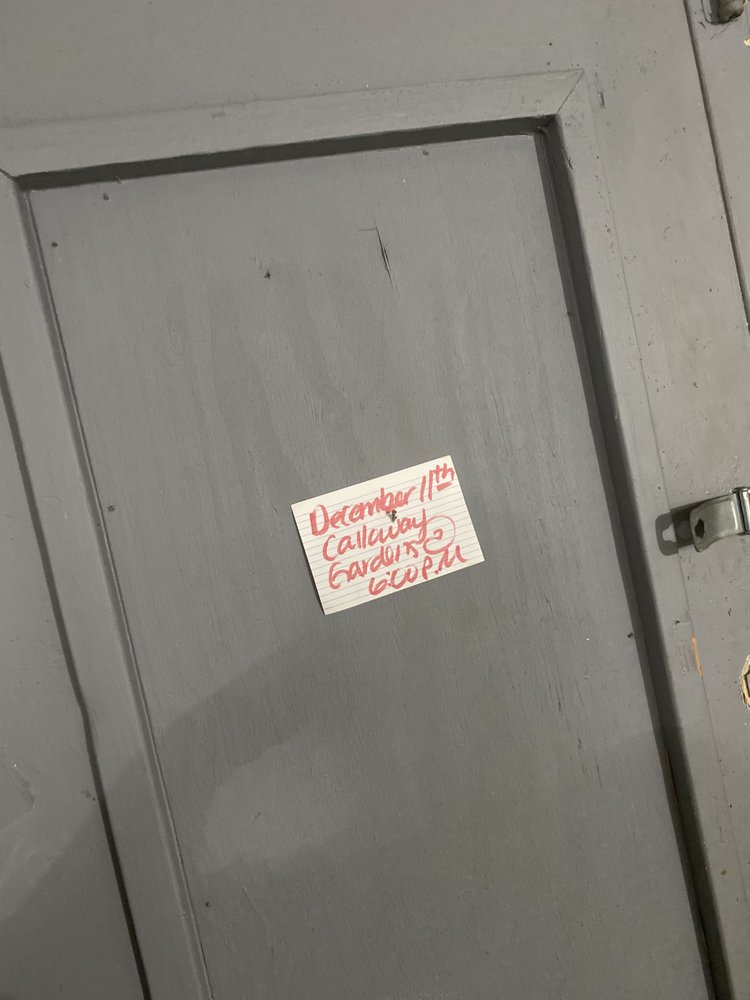 December 11th
Callaway
Gardens @
6:00 P.M